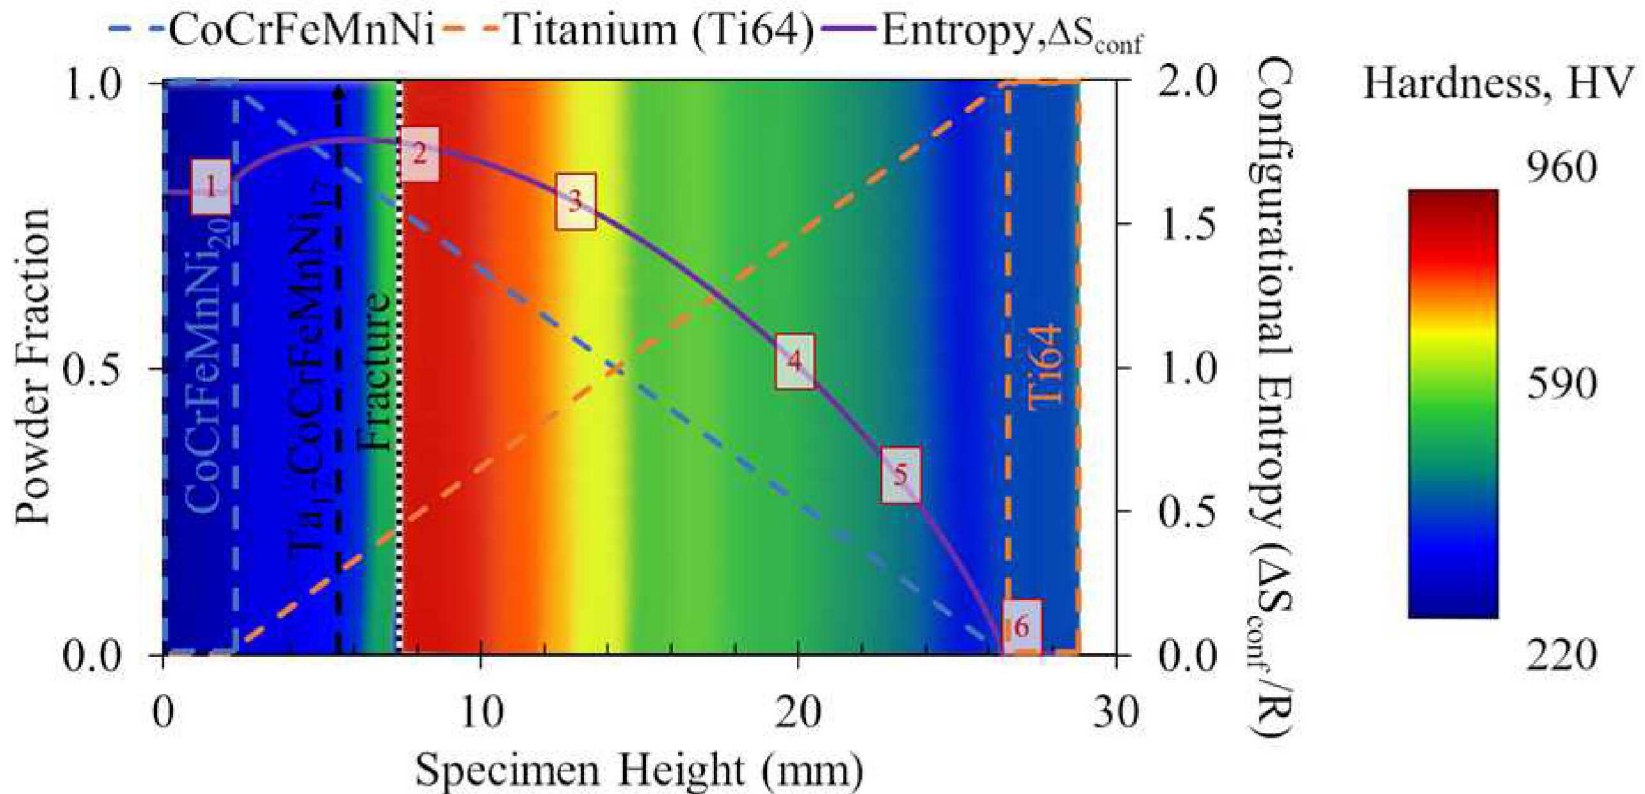 CoCrFeMnNi Titanium (Ti64) Entropy,ΔSconf
Powder Fraction
1.0
0.5
0.0
0
10
20
30
Specimen Height (mm)
2.0
1.5
1.0
0.5
0.0
Configurational Entropy (ΔSconf/R)
CoCrFeMnNi20
Ta17CoCrFeMnNi17
Fracture
Ti64
1
2
3
4
5
6
Hardness, HV
960
590
220